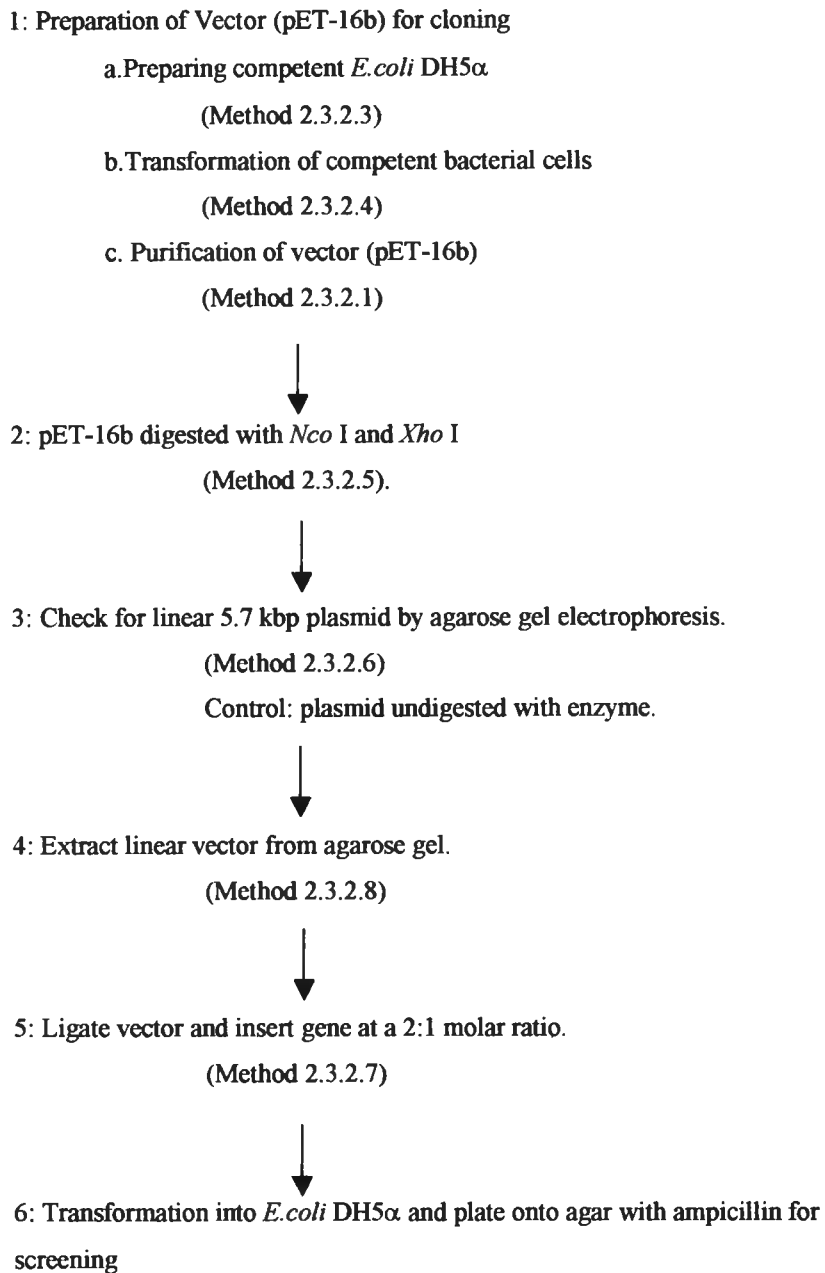 1: Preparation of Vector (pET-16b) for cloning
a.Preparing competent E.coli DH5α
(Method 2.3.2.3)
b.Transformation of competent bacterial cells
(Method 2.3.2.4)
c. Purification of vector (pET-16b)
(Method 2.3.2.1)
2: pET-16b digested with Nco I and Xho I
(Method 2.3.2.5).
3: Check for linear 5.7 kbp plasmid by agarose gel electrophoresis.
(Method 2.3.2.6)
Control: plasmid undigested with enzyme.
4: Extract linear vector from agarose gel.
(Method 2.3.2.8)
5: Ligate vector and insert gene at a 2:1 molar ratio.
(Method 2.3.2.7)
6: Transformation into E.coli DH5α and plate onto agar with ampicillin for
screening